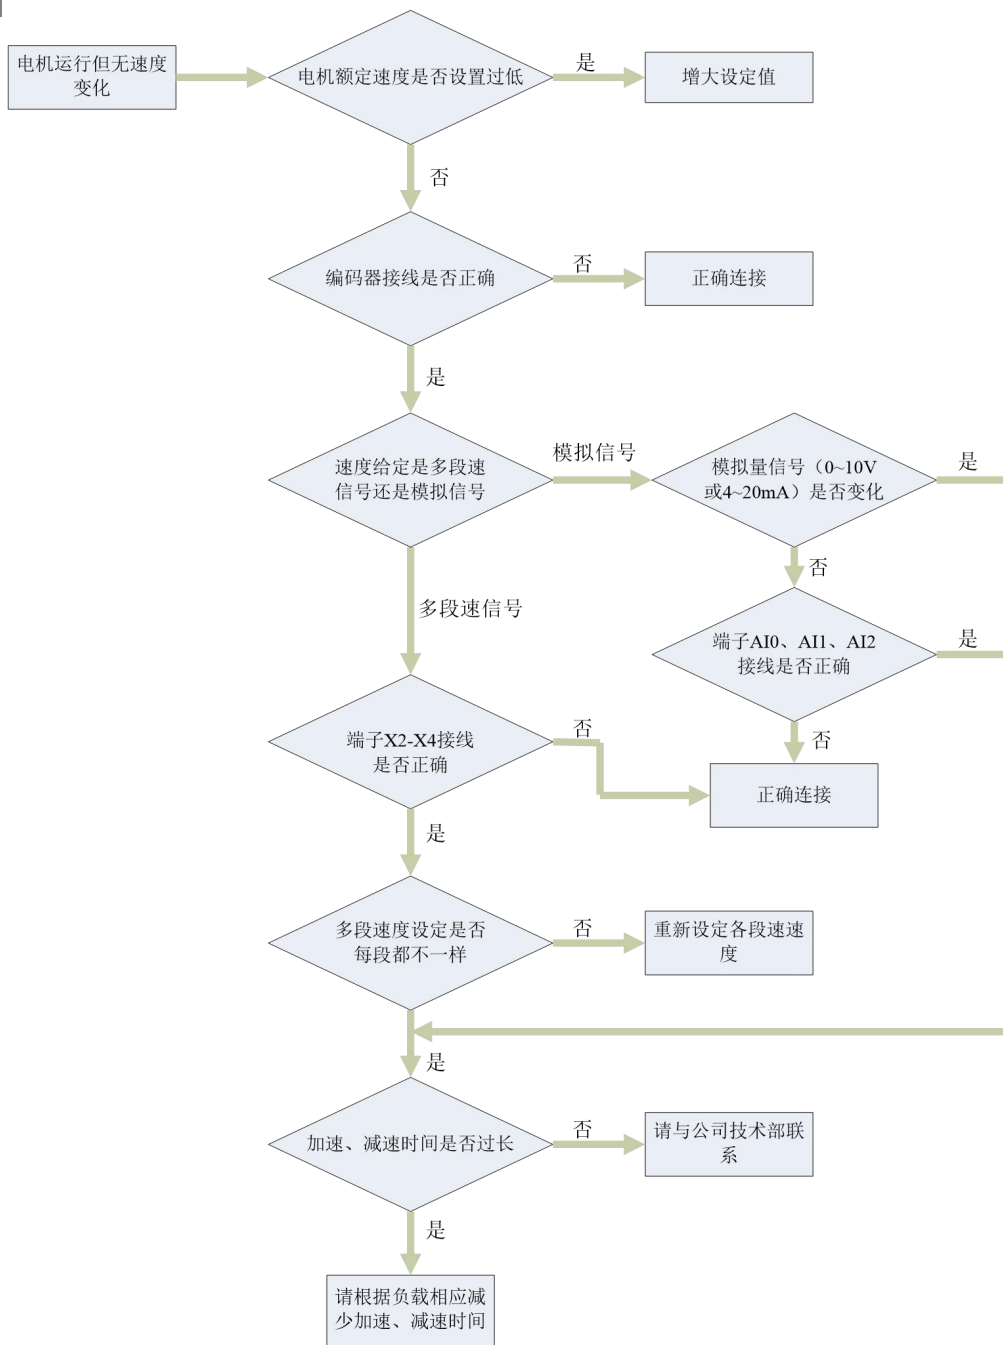 电机运行但无速度
变化
电机额定速度是否设置过低
是
增大设定值
否
编码器接线是否正确
否
正确连接
是
速度给定是多段速
信号还是模拟信号
模拟信号
模拟量信号（0~10V
或4~20mA）是否变化
是
否
多段速信号
端子AI0、AI1、AI2
接线是否正确
是
否
端子X2-X4接线
是否正确
否
正确连接
是
多段速度设定是否
每段都不一样
否
重新设定各段速速
度
是
加速、减速时间是否过长
否
请与公司技术部联
系
是
请根据负载相应减
少加速、减速时间